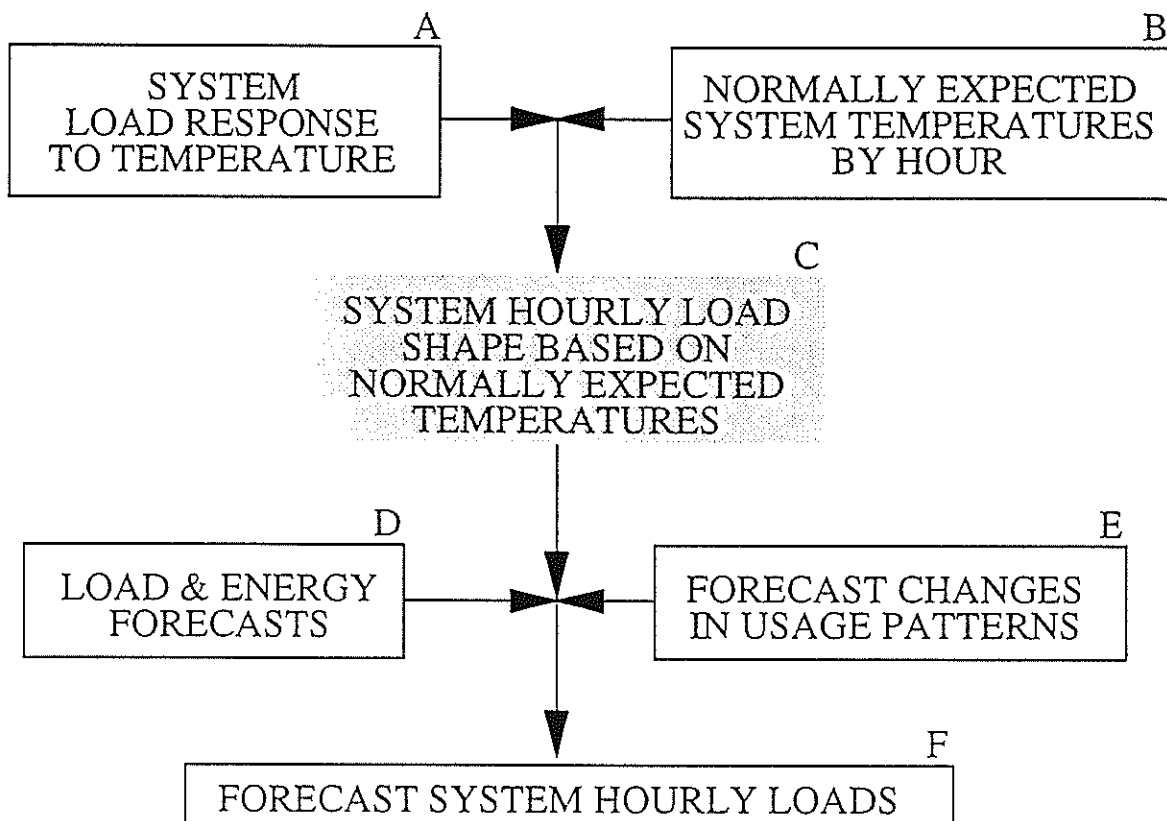 A
SYSTEM
LOAD RESPONSE
TO TEMPERATURE
B
NORMALLY EXPECTED
SYSTEM TEMPERATURES
BY HOUR
C
SYSTEM HOURLY LOAD
SHAPE BASED ON
NORMALLY EXPECTED
TEMPERATURES
D
LOAD & ENERGY
FORECASTS
E
FORECAST CHANGES
IN USAGE PATTERNS
F
FORECAST SYSTEM HOURLY LOADS